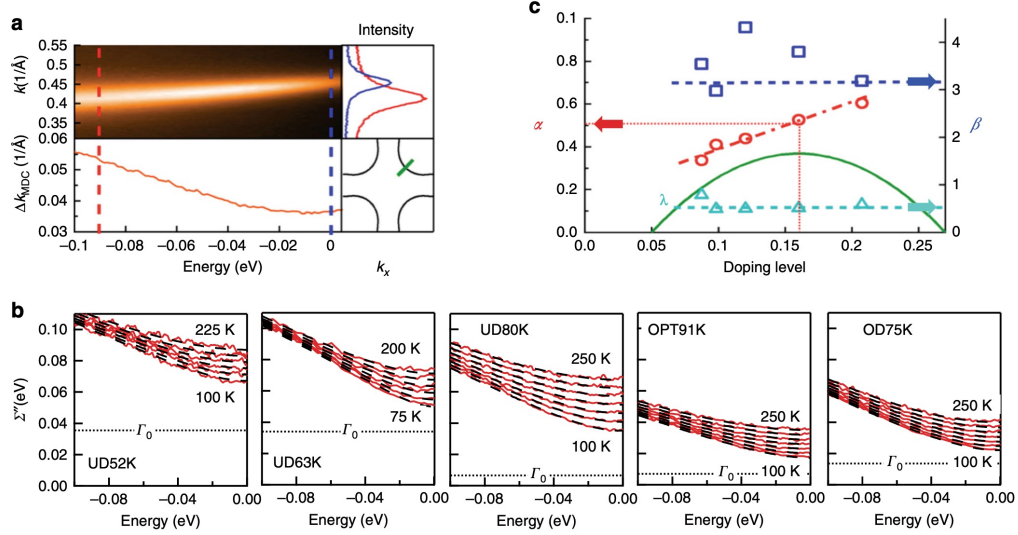 a
Intensity
0.55
0.5
0.45
0.4
0.35
k(1/Å)
0.06
0.05
0.04
0.03
Δk_MDC (1/Å)
−0.1 −0.08 −0.06 −0.04 −0.02 0
Energy (eV)
k_x
c
0.1
0.8
0.6
0.4
0.2
0.0
α
λ
4
3
2
1
0
β
0.0 0.05 0.1 0.15 0.2 0.25
Doping level
b
Σ″(eV)
0.10
0.08
0.06
0.04
0.02
0.00
225 K
100 K
Γ₀
UD52K
−0.08 −0.04 0.00
Energy (eV)
200 K
75 K
Γ₀
UD63K
−0.08 −0.04 0.00
Energy (eV)
UD80K
250 K
100 K
Γ₀
−0.08 −0.04 0.00
Energy (eV)
OPT91K
250 K
Γ₀
100 K
−0.08 −0.04 0.00
Energy (eV)
OD75K
250 K
Γ₀
100 K
−0.08 −0.04 0.00
Energy (eV)